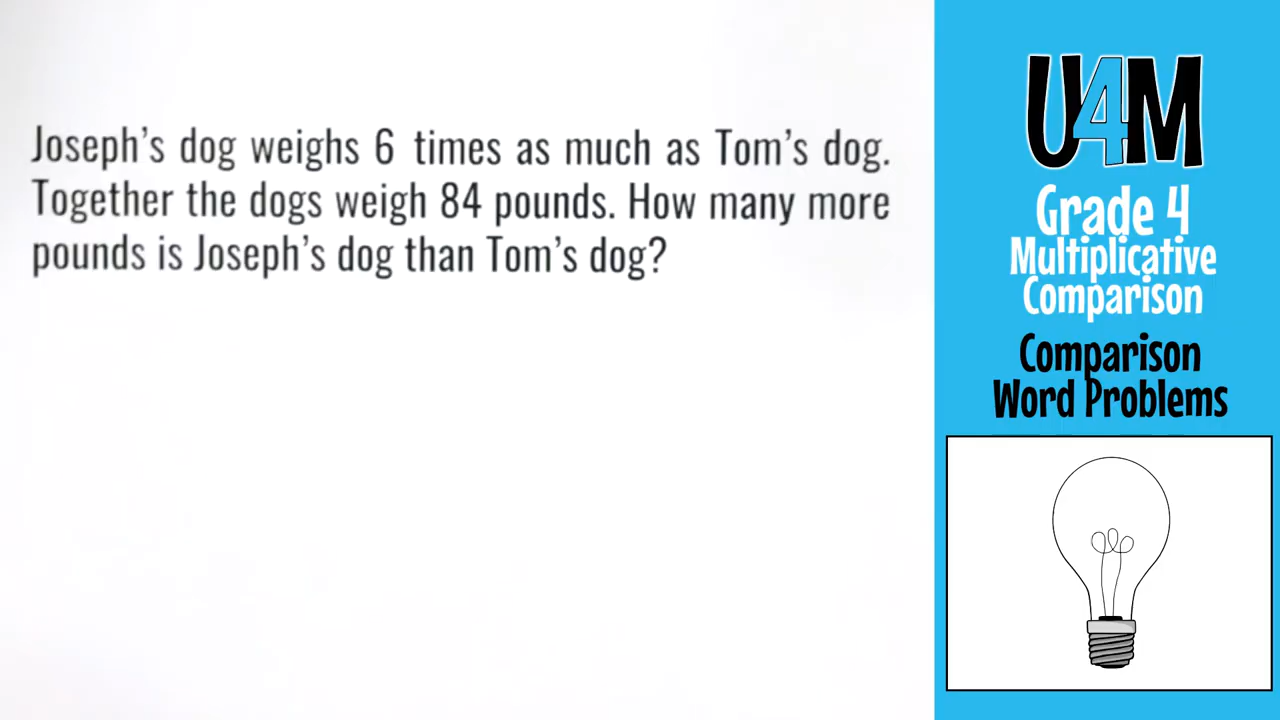 Joseph's dog weighs 6 times as much as Tom's dog.
Together the dogs weigh 84 pounds. How many more
pounds is Joseph's dog than Tom's dog?
U4M
Grade 4
Multiplicative
Comparison
Comparison
Word Problems